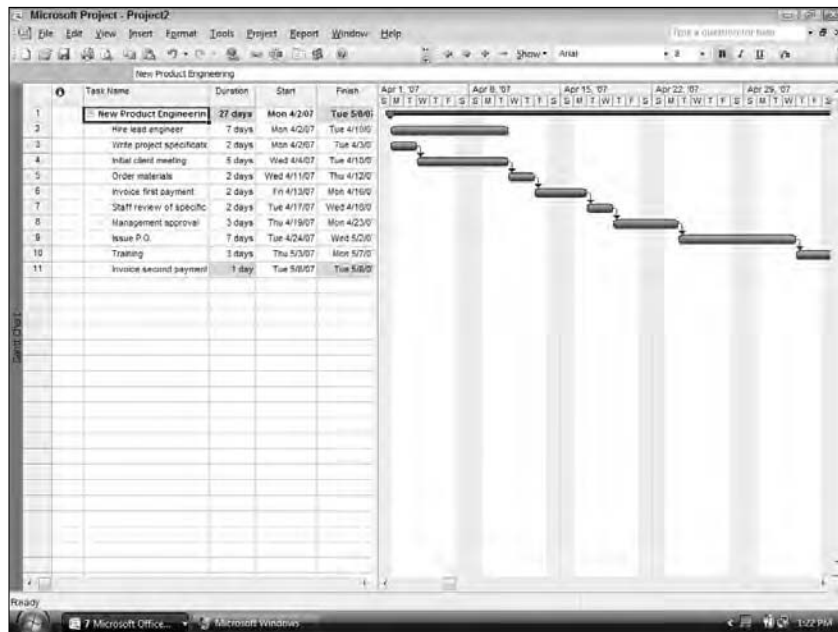 Microsoft Project - Project2
File Edit View Insert Format Tools Project Report Window Help
Type a question for help
Show Arial 8 B I U
New Product Engineering
Task Name Duration Start Finish Apr 1, '07 Apr 8, '07 Apr 15, '07 Apr 22, '07 Apr 29, '07
S M T W T F S S M T W T F S S M T W T F S S M T W T F S S M T W T F S
1 New Product Engineerin 27 days Mon 4/2/07 Tue 5/8/0
2 Hire lead engineer 7 days Mon 4/2/07 Tue 4/10/0
3 Write project specificatic 2 days Mon 4/2/07 Tue 4/3/0
4 Initial client meeting 5 days Wed 4/4/07 Tue 4/10/0
5 Order materials 2 days Wed 4/11/07 Thu 4/12/0
6 Invoice first payment 2 days Fri 4/13/07 Mon 4/16/0
7 Staff review of specific 2 days Tue 4/17/07 Wed 4/18/0
8 Management approval 3 days Thu 4/19/07 Mon 4/23/0
9 Issue P.O. 7 days Tue 4/24/07 Wed 5/2/0
10 Training 3 days Thu 5/3/07 Mon 5/7/0
11 Invoice second payment 1 day Tue 5/8/07 Tue 5/8/0
Gantt Chart
Ready
7 Microsoft Office... Microsoft Windows 1:22 PM